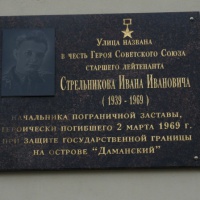 Улица названа
в честь Героя Советского Союза
старшего лейтенанта
Стрельникова Ивана Ивановича
( 1939 - 1969 )
начальника пограничной заставы,
героически погибшего 2 марта 1969 г.
при защите государственной границы
на острове "Даманский"